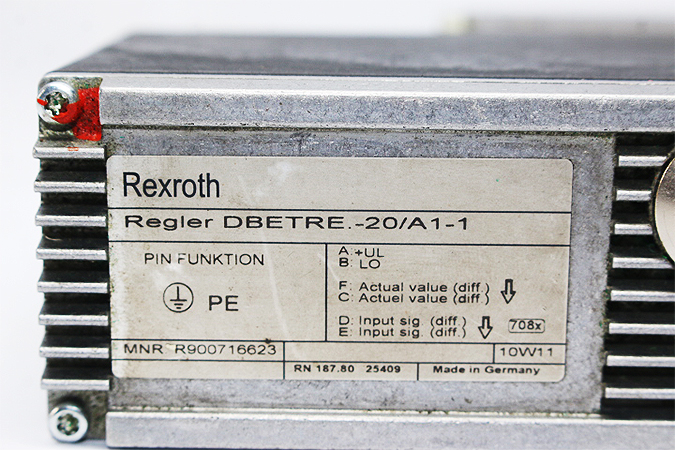 Rexroth
Regler DBETRE.-20/A1-1
PIN FUNKTION
PE
A: +UL
B: LO
F: Actual value (diff.)
C: Actuel value (diff.)
D: Input sig. (diff.)
E: Input sig. (diff.)
708x
MNR R900716623
10W11
RN 187.80 25409
Made in Germany